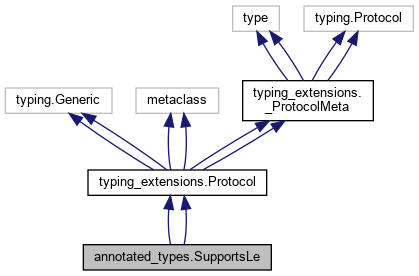 type
typing.Protocol
typing.Generic
metaclass
typing_extensions.
_ProtocolMeta
typing_extensions.Protocol
annotated_types.SupportsLe